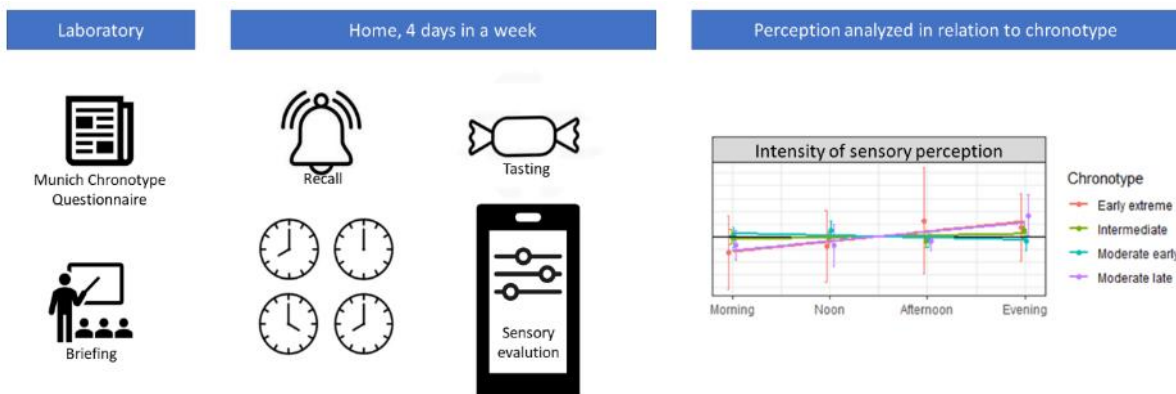 Laboratory
Munich Chronotype
Questionnaire
Briefing
Home, 4 days in a week
Recall
Tasting
Sensory
evalution
Perception analyzed in relation to chronotype
Intensity of sensory perception
Morning
Noon
Afternoon
Evening
Chronotype
Early extreme
Intermediate
Moderate early
Moderate late